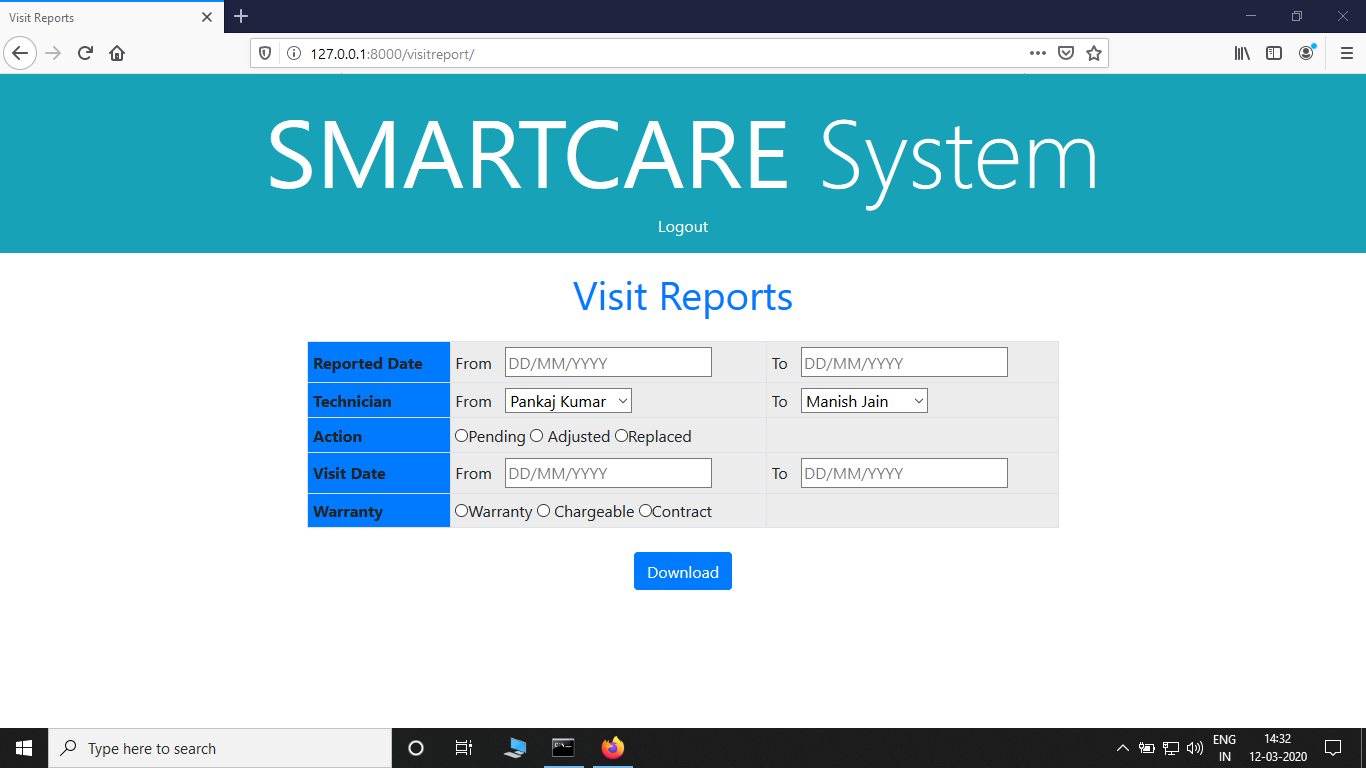 Visit Reports
127.0.0.1:8000/visitreport/
SMARTCARE System
Logout
Visit Reports
Reported Date From DD/MM/YYYY To DD/MM/YYYY
Technician From Pankaj Kumar To Manish Jain
Action Pending Adjusted Replaced
Visit Date From DD/MM/YYYY To DD/MM/YYYY
Warranty Warranty Chargeable Contract
Download
Type here to search
ENG
IN
14:32
12-03-2020